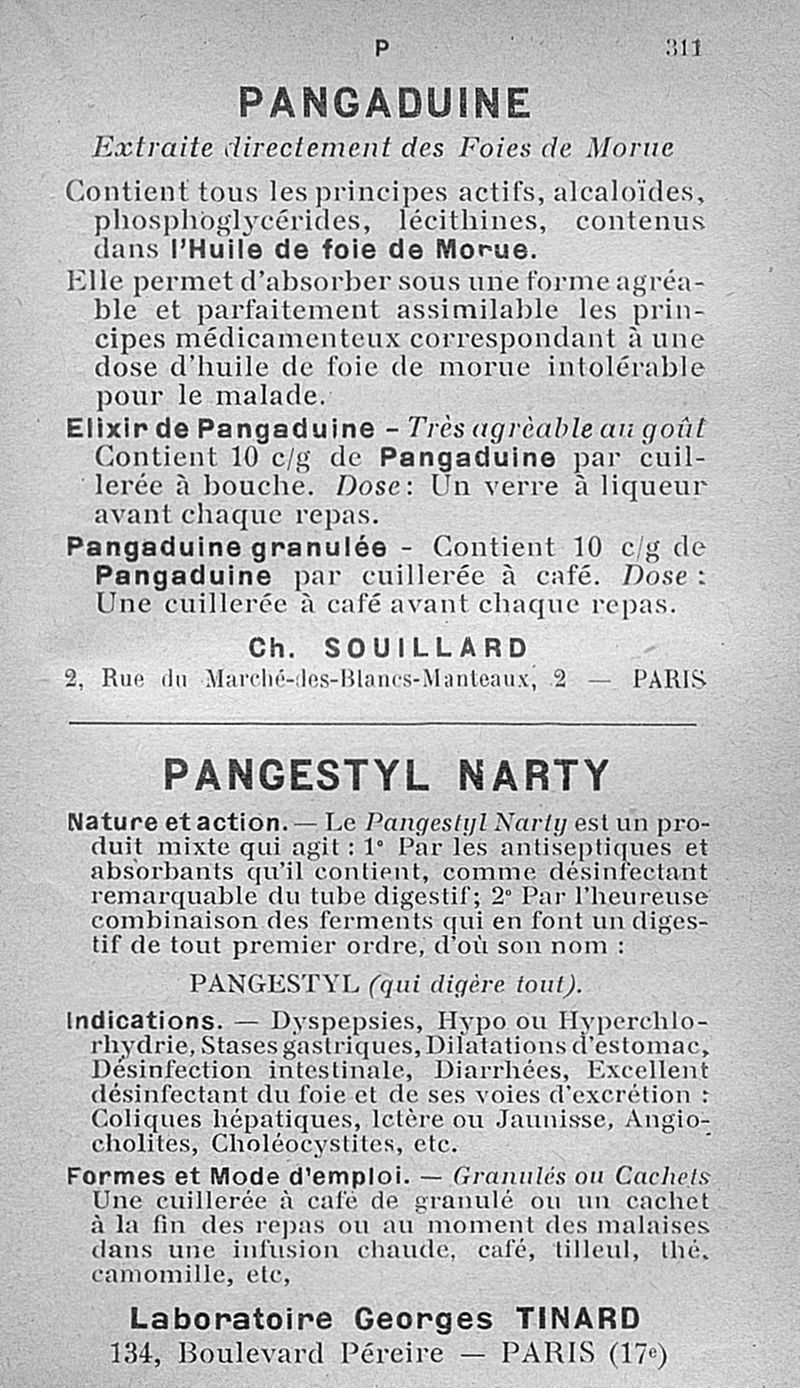 P 311
PANGADUINE
Extraite directement des Foies de Morue
Contient tous les principes actifs, alcaloïdes,
phosphoglycérides, lécithines, contenus
dans l'Huile de foie de Morue.
Elle permet d'absorber sous une forme agréa-
ble et parfaitement assimilable les prin-
cipes médicamenteux correspondant à une
dose d'huile de foie de morue intolérable
pour le malade.
Elixir de Pangaduine - Très agrèable au goût
Contient 10 c/g de Pangaduine par cuil-
lerée à bouche. Dose: Un verre à liqueur
avant chaque repas.
Pangaduine granulée - Contient 10 c/g de
Pangaduine par cuillerée à café. Dose :
Une cuillerée à café avant chaque repas.
Ch. SOUILLARD
2, Rue du Marché-des-Blancs-Manteaux, 2 — PARIS
PANGESTYL NARTY
Nature et action. — Le Pangestyl Narty est un pro-
duit mixte qui agit : 1° Par les antiseptiques et
absorbants qu'il contient, comme désinfectant
remarquable du tube digestif; 2° Par l'heureuse
combinaison des ferments qui en font un diges-
tif de tout premier ordre, d'où son nom :
PANGESTYL (qui digère tout).
Indications. — Dyspepsies, Hypo ou Hyperchlo-
rhydrie, Stases gastriques, Dilatations d'estomac,
Désinfection intestinale, Diarrhées, Excellent
désinfectant du foie et de ses voies d'excrétion :
Coliques hépatiques, Ictère ou Jaunisse, Angio-
cholites, Choléocystites, etc.
Formes et Mode d'emploi. — Granulés ou Cachets
Une cuillerée à café de granulé ou un cachet
à la fin des repas ou au moment des malaises
dans une infusion chaude, café, tilleul, thé,
camomille, etc,
Laboratoire Georges TINARD
134, Boulevard Péreire — PARIS (17e)